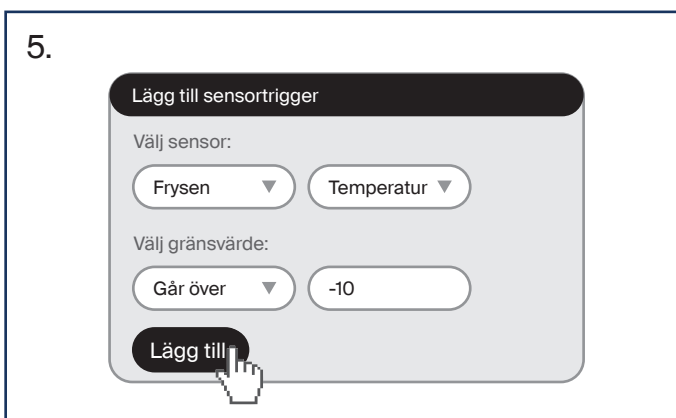 5.
Lägg till sensortrigger
Välj sensor:
Frysen Temperatur
Välj gränsvärde:
Går över -10
Lägg till